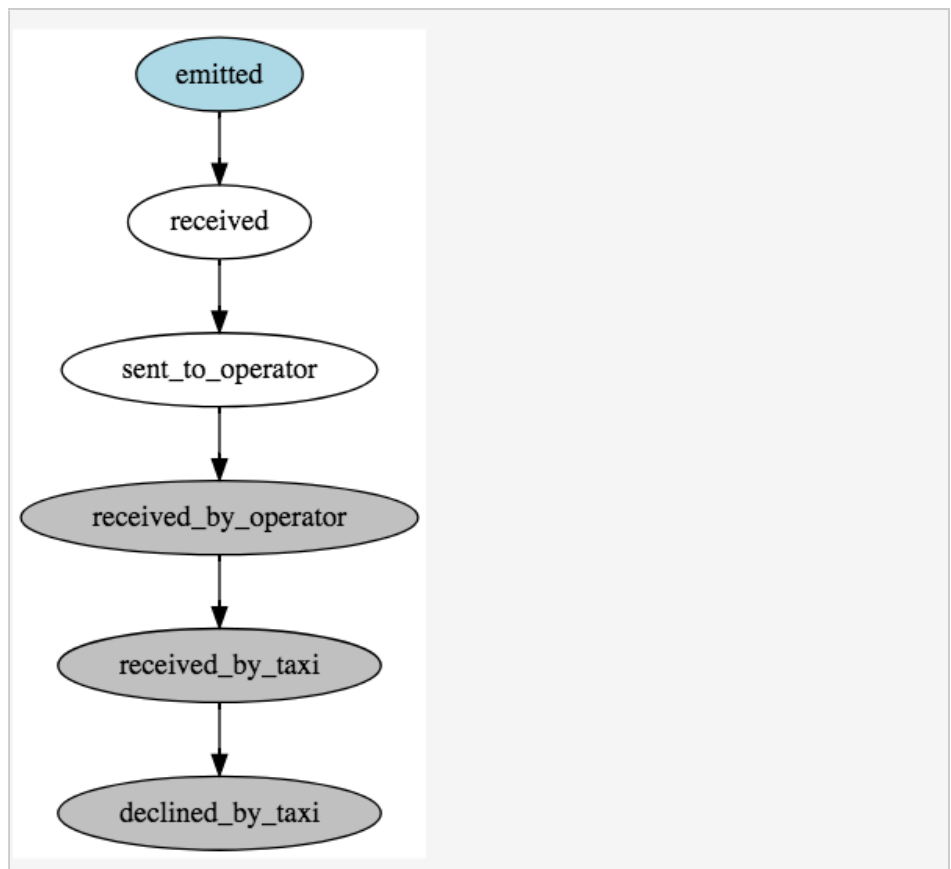 emitted
received
sent_to_operator
received_by_operator
received_by_taxi
declined_by_taxi